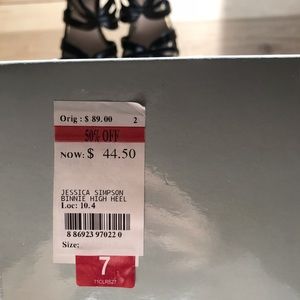 Orig : $ 89.00 2
50% OFF
NOW: $ 44.50
JESSICA SIMPSON
BINNIE HIGH HEEL
Loc: 10.4
8 86923 97022 0
Size:
7